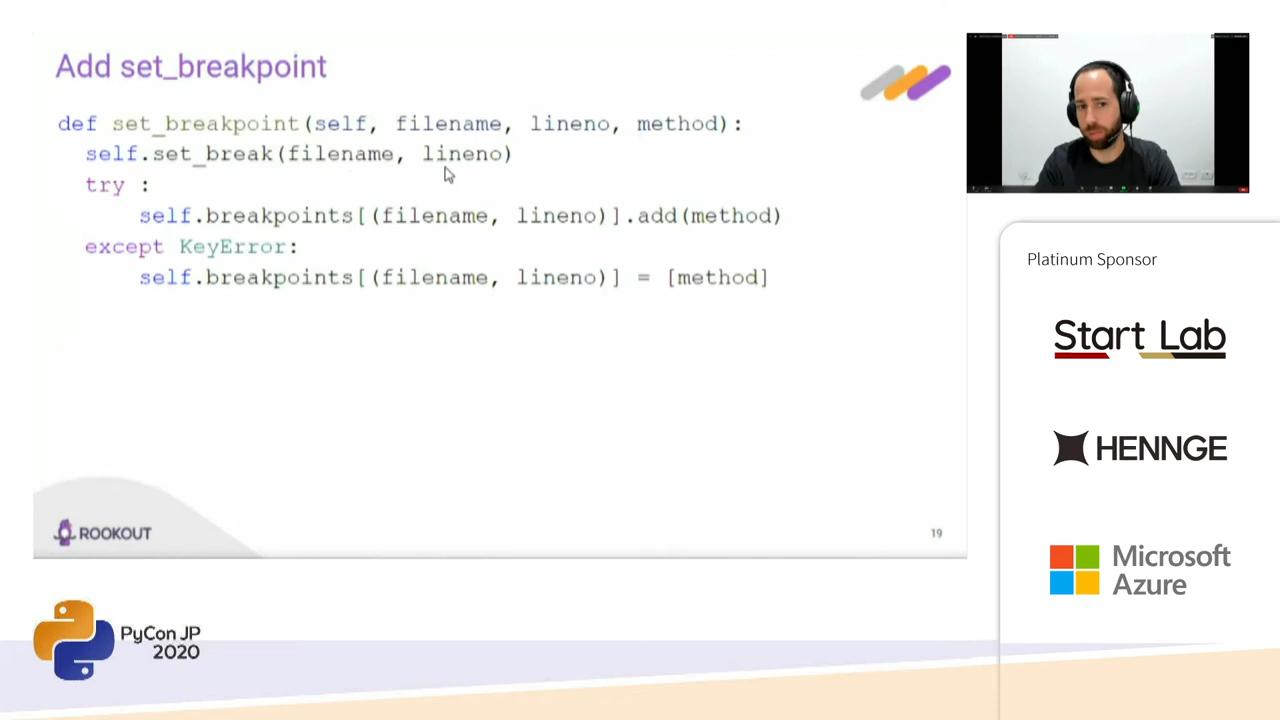 Add set_breakpoint
def set_breakpoint(self, filename, lineno, method):
self.set_break(filename, lineno)
try :
self.breakpoints[(filename, lineno)].add(method)
except KeyError:
self.breakpoints[(filename, lineno)] = [method]
ROOKOUT
19
Platinum Sponsor
Start Lab
HENNGE
Microsoft
Azure
PyCon JP
2020